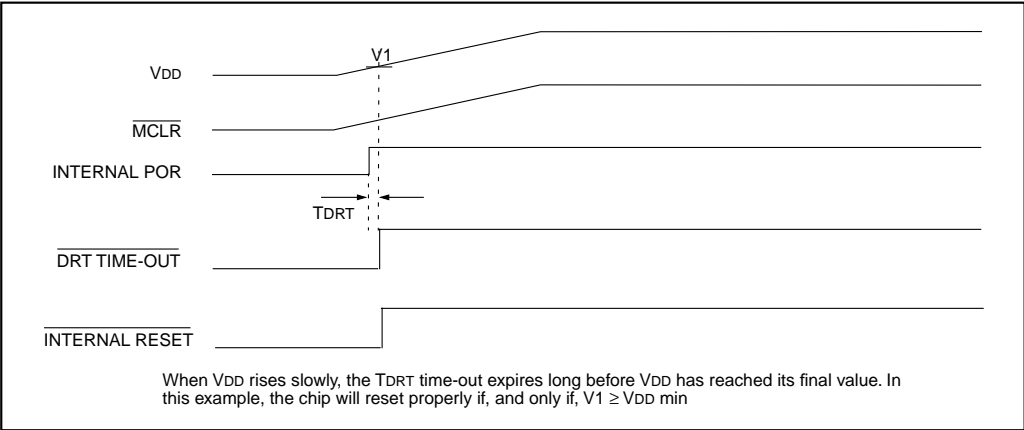 V1
VDD
MCLR
INTERNAL POR
TDRT
DRT TIME-OUT
INTERNAL RESET
When VDD rises slowly, the TDRT time-out expires long before VDD has reached its final value. In
this example, the chip will reset properly if, and only if, V1 ≥ VDD min